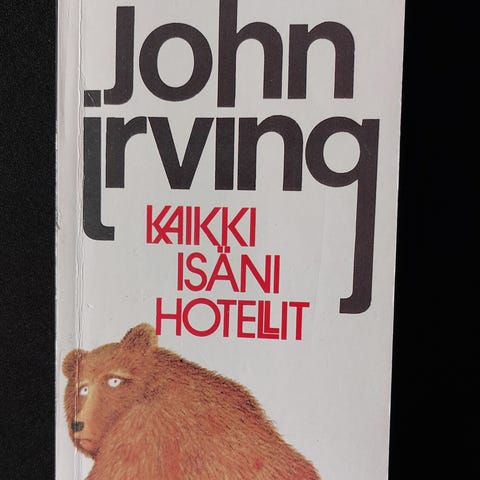 john
irving
KAIKKI
ISÄNI
HOTELLIT